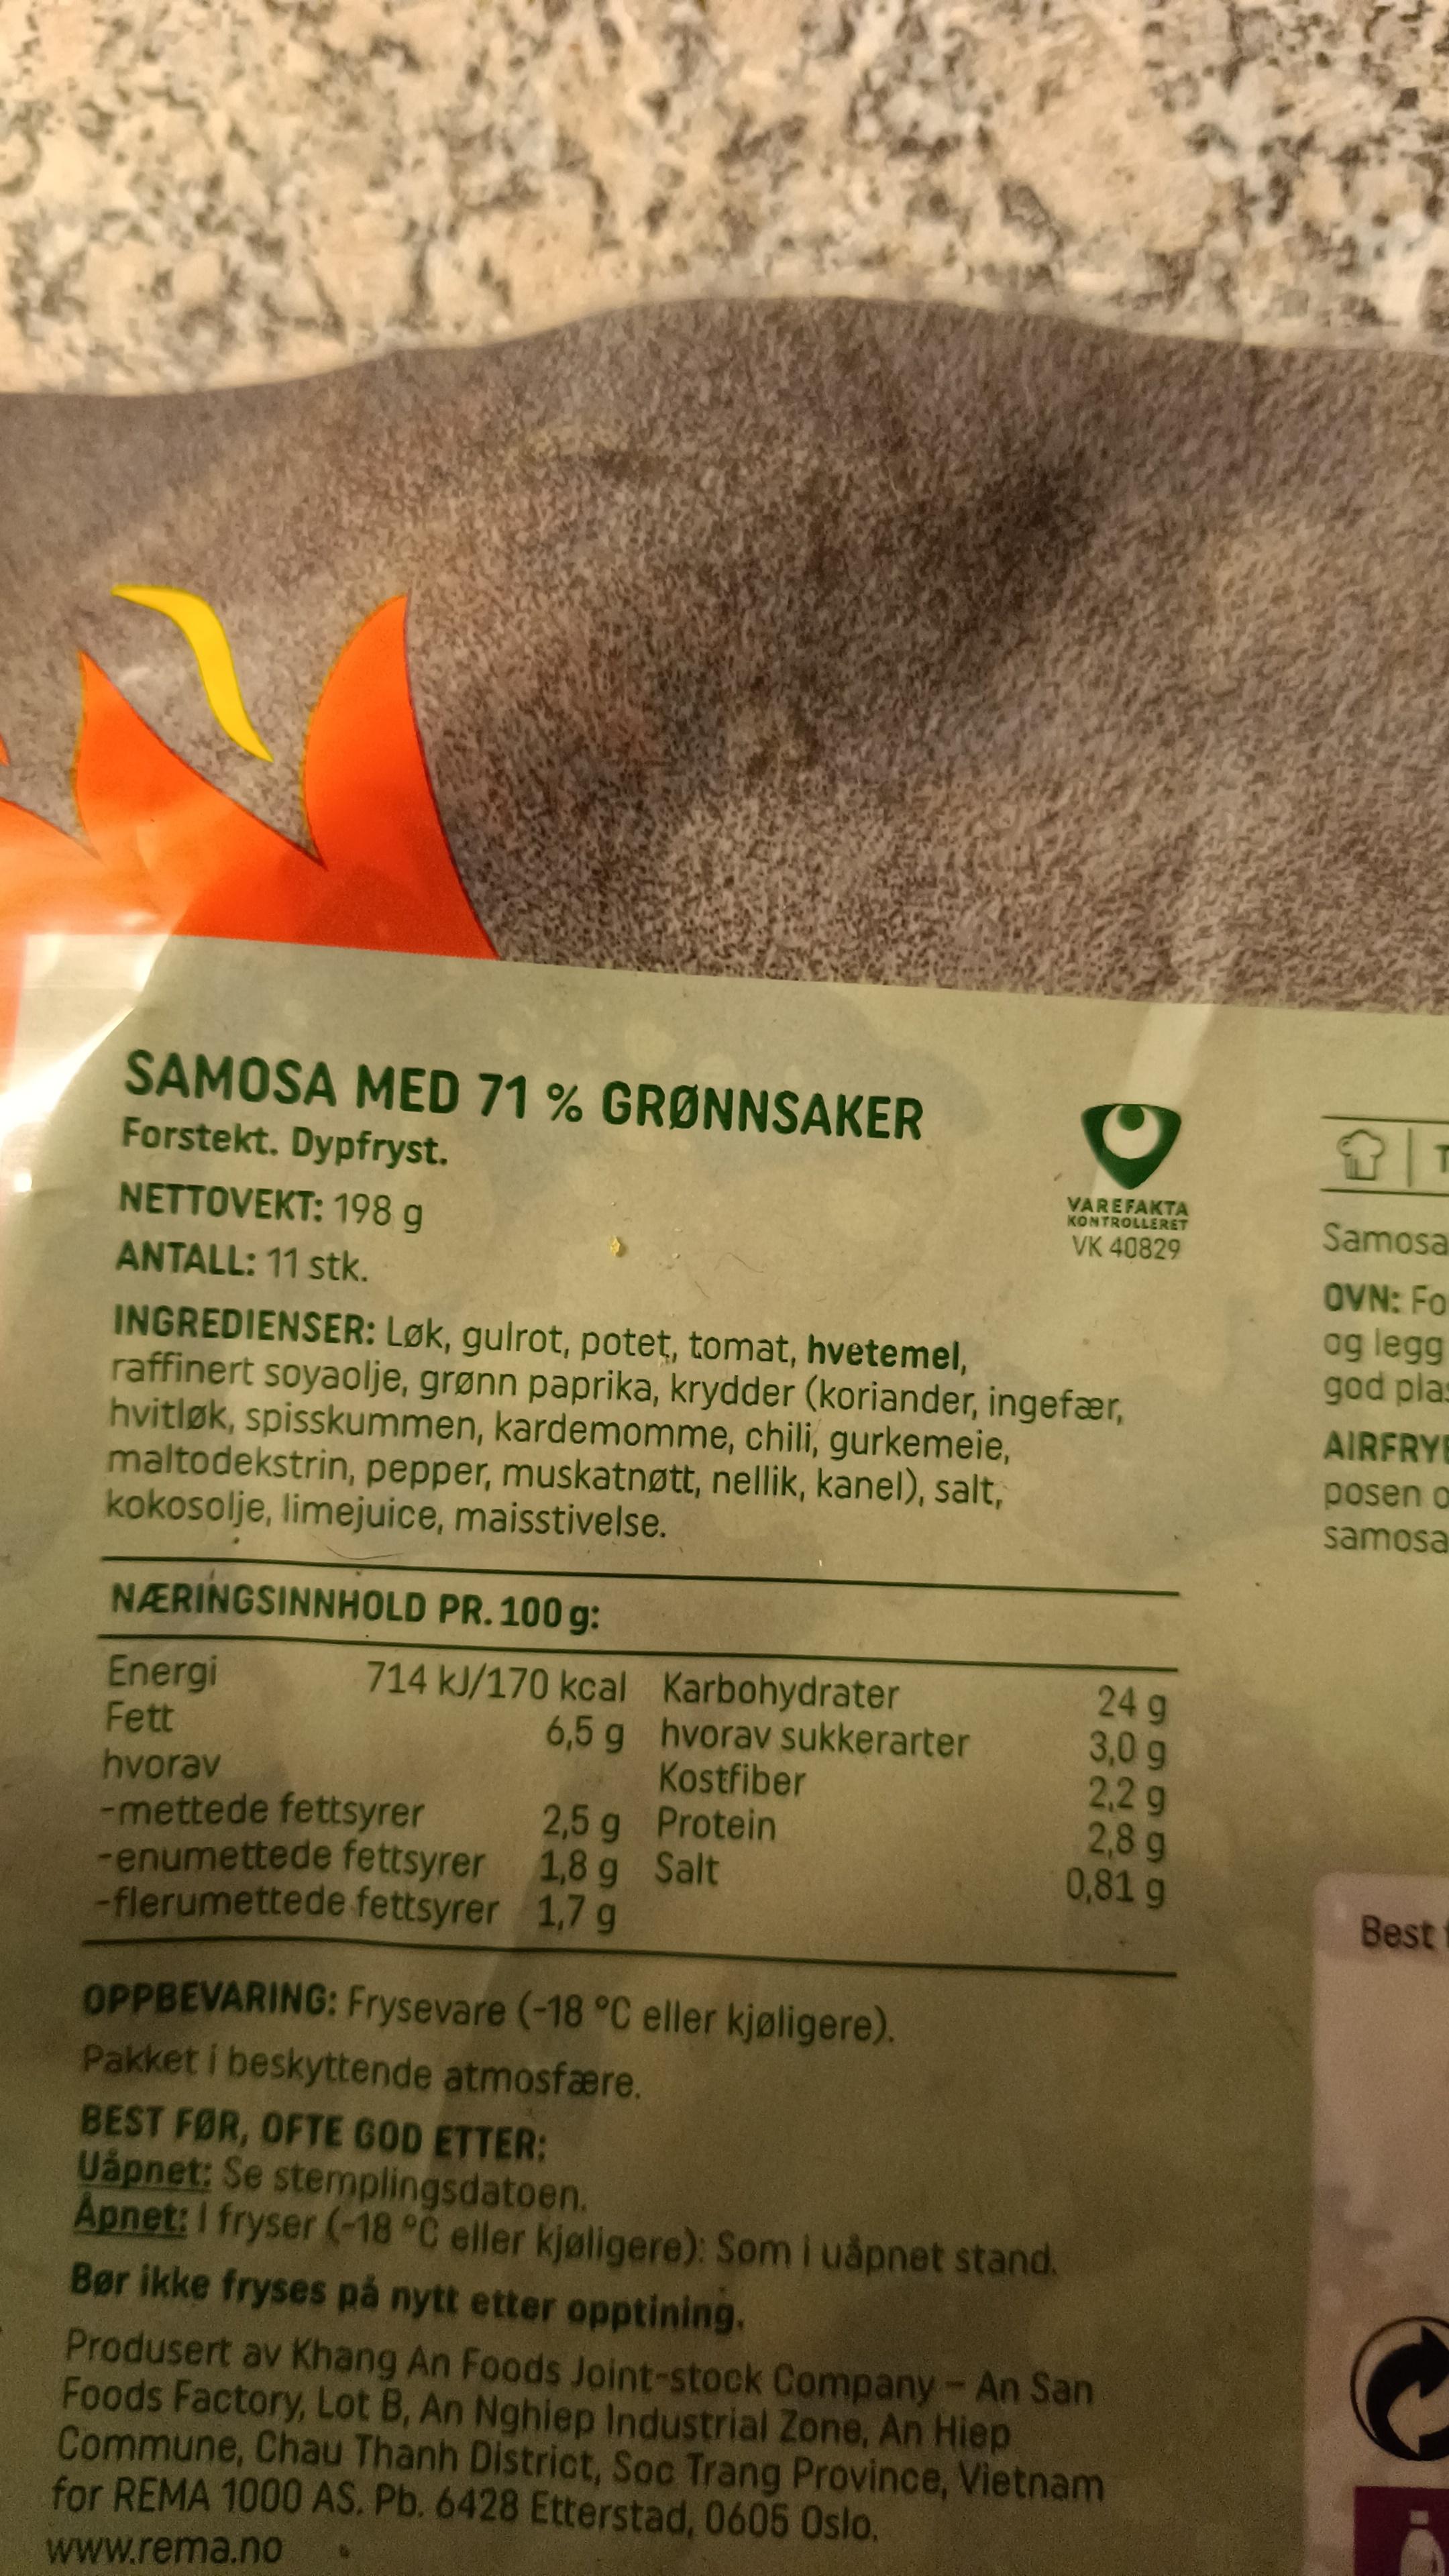 SAMOSA MED 71 % GRØNNSAKER
Forstekt. Dypfryst.
NETTOVEKT: 198 g
ANTALL: 11 stk.
VAREFAKTA
KONTROLLERET
VK 40829
INGREDIENSER: Løk, gulrot, potet, tomat, hvetemel,
raffinert soyaolje, grønn paprika, krydder (koriander, ingefær,
hvitløk, spisskummen, kardemomme, chili, gurkemeie,
maltodekstrin, pepper, muskatnøtt, nellik, kanel), salt,
kokosolje, limejuice, maisstivelse.
NÆRINGSINNHOLD PR. 100 g:
Energi 714 kJ/170 kcal
Fett 6,5 g
hvorav
-mettede fettsyrer 2,5 g
-enumettede fettsyrer 1,8 g
-flerumettede fettsyrer 1,7 g
Karbohydrater 24 g
hvorav sukkerarter 3,0 g
Kostfiber 2,2 g
Protein 2,8 g
Salt 0,81 g
OPPBEVARING: Frysevare (-18 °C eller kjøligere).
Pakket i beskyttende atmosfære.
BEST FØR, OFTE GOD ETTER:
Uåpnet: Se stemplingsdatoen.
Åpnet: I fryser (-18 °C eller kjøligere): Som i uåpnet stand.
Bør ikke fryses på nytt etter opptining.
Produsert av Khang An Foods Joint-stock Company – An San
Foods Factory, Lot B, An Nghiep Industrial Zone, An Hiep
Commune, Chau Thanh District, Soc Trang Province, Vietnam
for REMA 1000 AS. Pb. 6428 Etterstad, 0605 Oslo.
www.rema.no
Samosa
OVN:
og legg
god
posen
samosa
Best